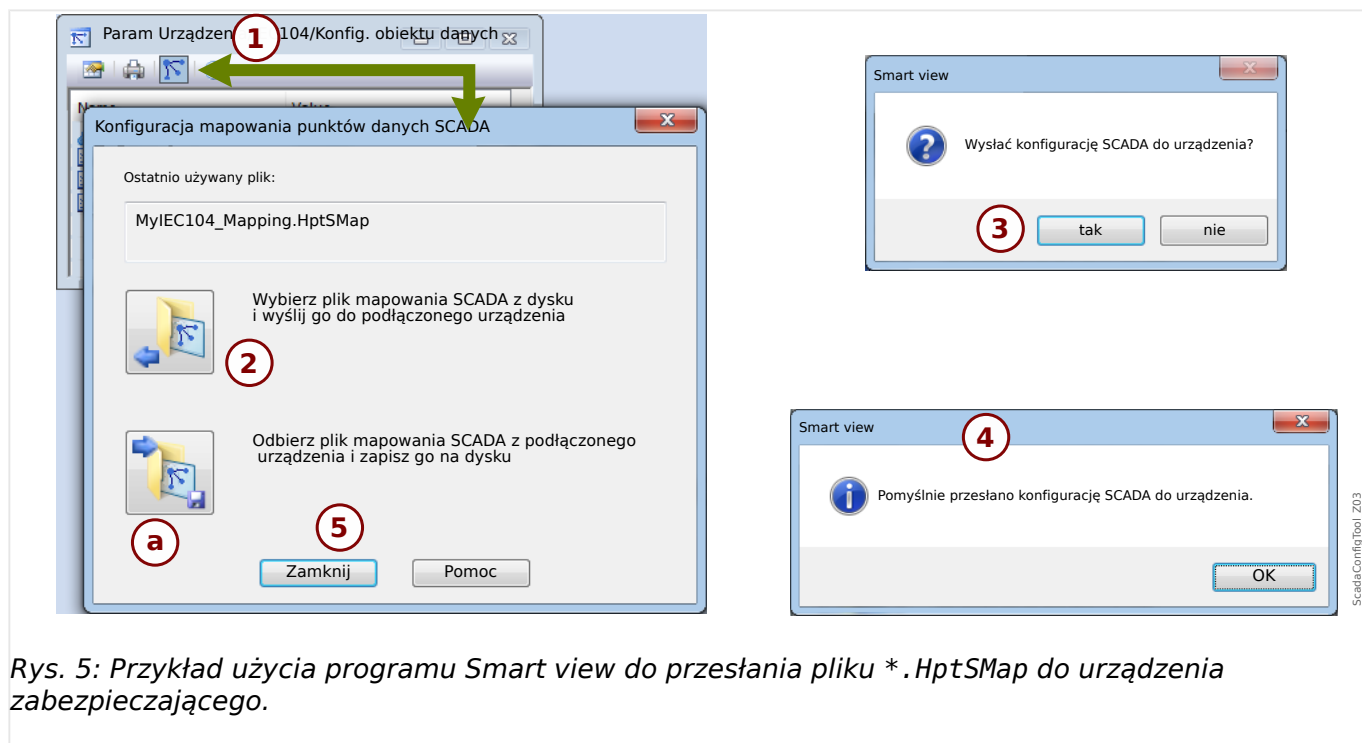 Param Urządzen 104/Konfig. obiektu danych
1
Name Value
Konfiguracja mapowania punktów danych SCADA
Ostatnio używany plik:
MyIEC104_Mapping.HptSMap
Wybierz plik mapowania SCADA z dysku
i wyślij go do podłączonego urządzenia
2
Odbierz plik mapowania SCADA z podłączonego
urządzenia i zapisz go na dysku
a
5
Zamknij Pomoc
Smart view
Wysłać konfigurację SCADA do urządzenia?
3
tak nie
Smart view
4
Pomyślnie przesłano konfigurację SCADA do urządzenia.
OK
ScadaConfigTool_Z03
Rys. 5: Przykład użycia programu Smart view do przesłania pliku *.HptSMap do urządzenia
zabezpieczającego.